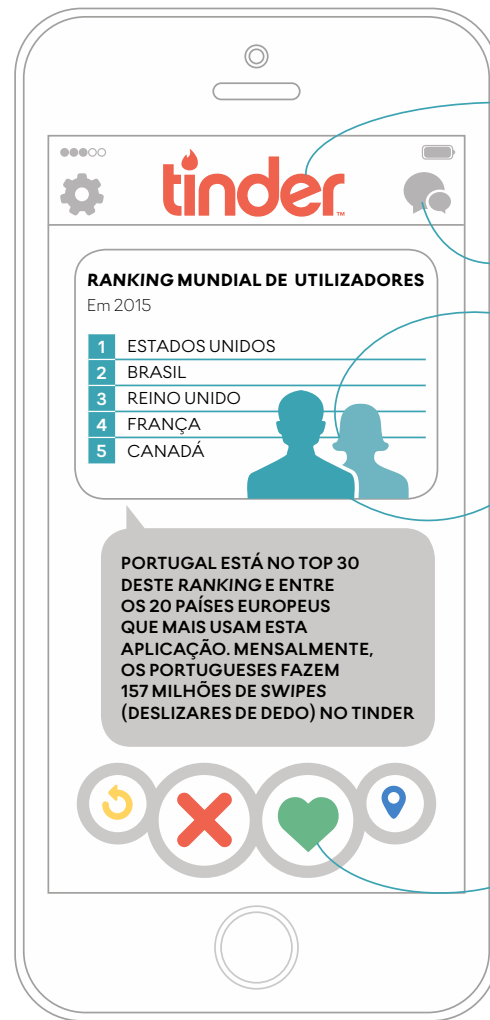 tinder™
RANKING MUNDIAL DE UTILIZADORES
Em 2015
1 ESTADOS UNIDOS
2 BRASIL
3 REINO UNIDO
4 FRANÇA
5 CANADÁ
PORTUGAL ESTÁ NO TOP 30
DESTE RANKING E ENTRE
OS 20 PAÍSES EUROPEUS
QUE MAIS USAM ESTA
APLICAÇÃO. MENSALMENTE,
OS PORTUGUESES FAZEM
157 MILHÕES DE SWIPES
(DESLIZARES DE DEDO) NO TINDER